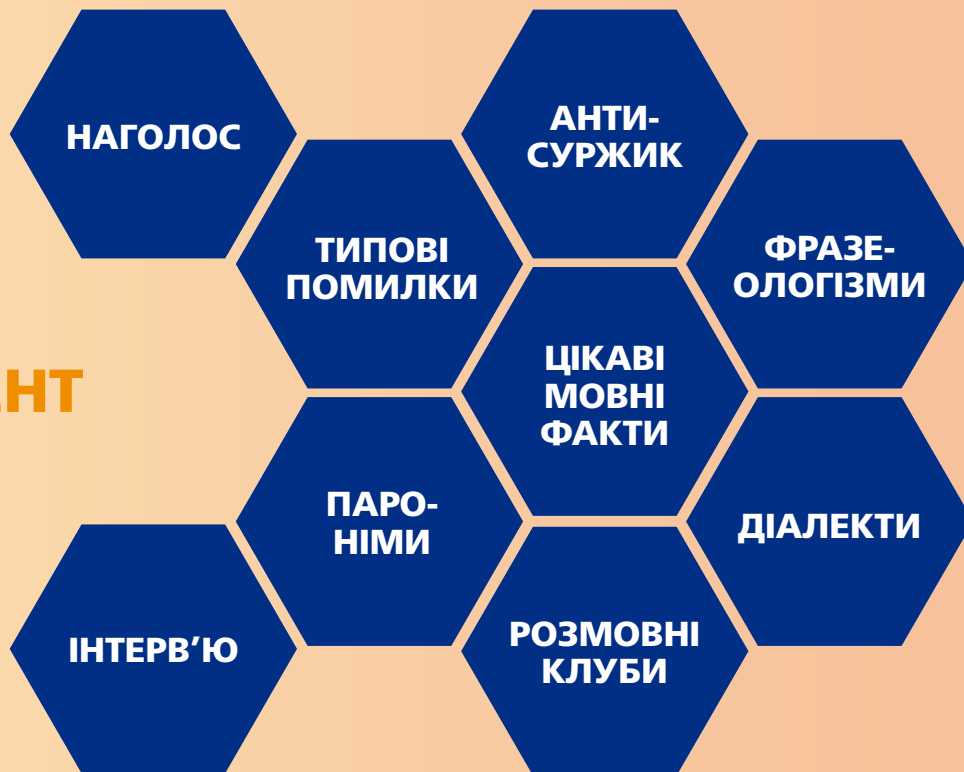 НАГОЛОС
АНТИ-
СУРЖИК
ТИПОВІ
ПОМИЛКИ
ФРАЗЕ-
ОЛОГІЗМИ
ЦІКАВІ
МОВНІ
ФАКТИ
ПАРО-
НІМИ
ДІАЛЕКТИ
ІНТЕРВ’Ю
РОЗМОВНІ
КЛУБИ